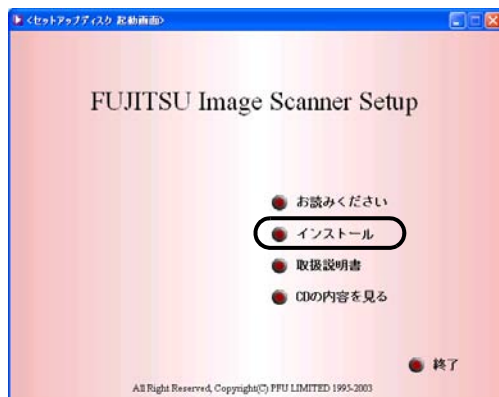 <セットアップディスク 起動画面>
FUJITSU Image Scanner Setup
お読みください
インストール
取扱説明書
CDの内容を見る
終了
All Right Reserved, Copyright(C) PFU LIMITED 1995-2003